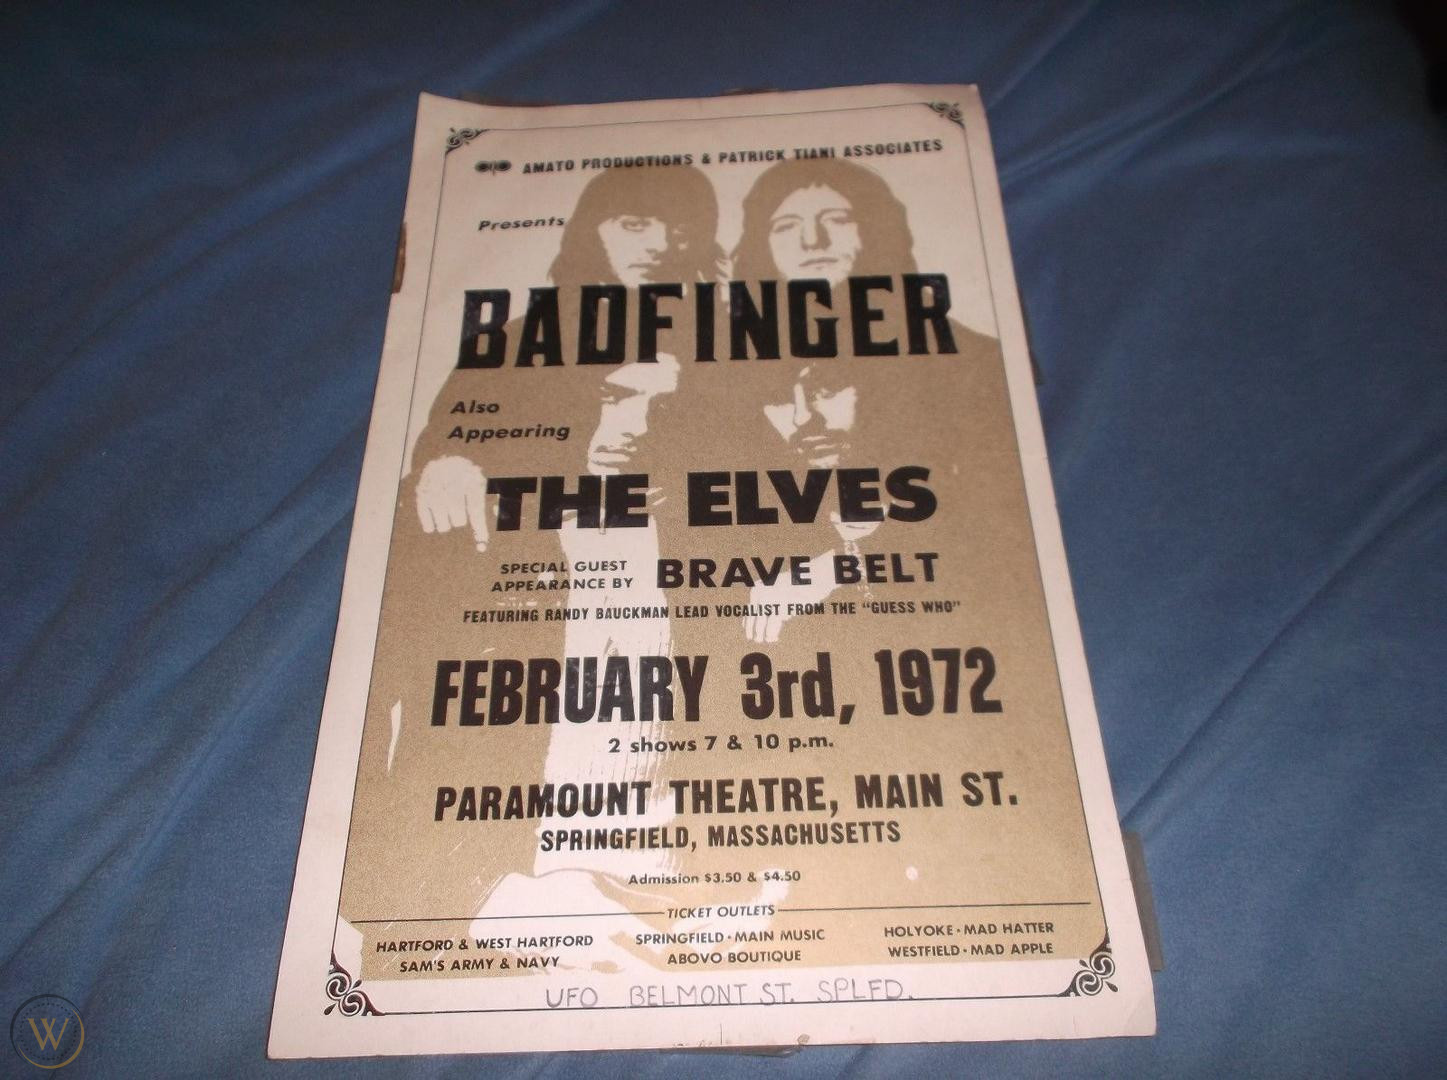 AMATO PRODUCTIONS & PATRICK TIANI ASSOCIATES
Presents
BADFINGER
Also
Appearing
THE ELVES
SPECIAL GUEST
APPEARANCE BY BRAVE BELT
FEATURING RANDY BAUCKMAN LEAD VOCALIST FROM THE "GUESS WHO"
FEBRUARY 3rd, 1972
2 shows 7 & 10 p.m.
PARAMOUNT THEATRE, MAIN ST.
SPRINGFIELD, MASSACHUSETTS
Admission $3.50 & $4.50
TICKET OUTLETS
HARTFORD & WEST HARTFORD
SAM'S ARMY & NAVY
SPRINGFIELD • MAIN MUSIC
ABOVO BOUTIQUE
HOLYOKE • MAD HATTER
WESTFIELD • MAD APPLE
UFO BELMONT ST. SPLFD.
W